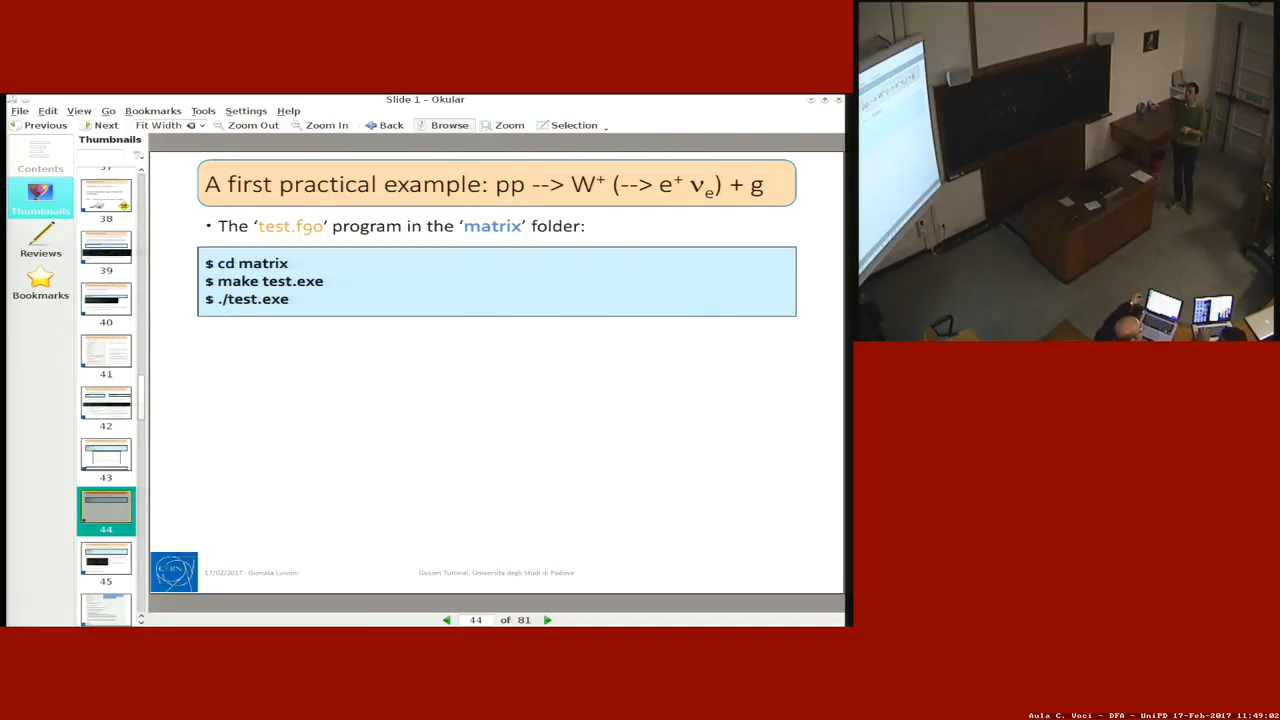 Slide 1 – Okular
File Edit View Go Bookmarks Tools Settings Help
Previous Next Fit Width Zoom Out Zoom In Back Browse Zoom Selection
Thumbnails
Contents
Thumbnails
Reviews
Bookmarks
37
38
39
40
41
42
43
44
45
A first practical example: pp --> W⁺ (--> e⁺ νₑ) + g
• The ‘test.f90’ program in the ‘matrix’ folder:
$ cd matrix
$ make test.exe
$ ./test.exe
CERN
17/02/2017 - Gionata Luisoni
Gosam Tutorial, Università degli Studi di Padova
44 of 81
Aula C. Voci - DFA - UniPD 17-Feb-2017 11:49:02